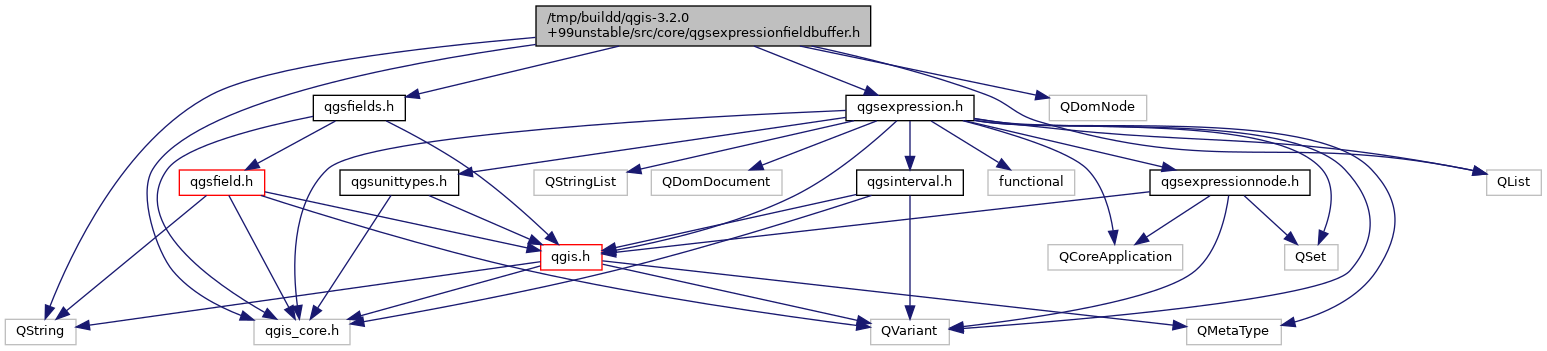 /tmp/buildd/qgis-3.2.0
+99unstable/src/core/qgsexpressionfieldbuffer.h
qgsfields.h
qgsexpression.h
QDomNode
qgsfield.h
qgsunittypes.h
QStringList
QDomDocument
qgsinterval.h
functional
qgsexpressionnode.h
QList
qgis.h
QCoreApplication
QSet
QString
qgis_core.h
QVariant
QMetaType